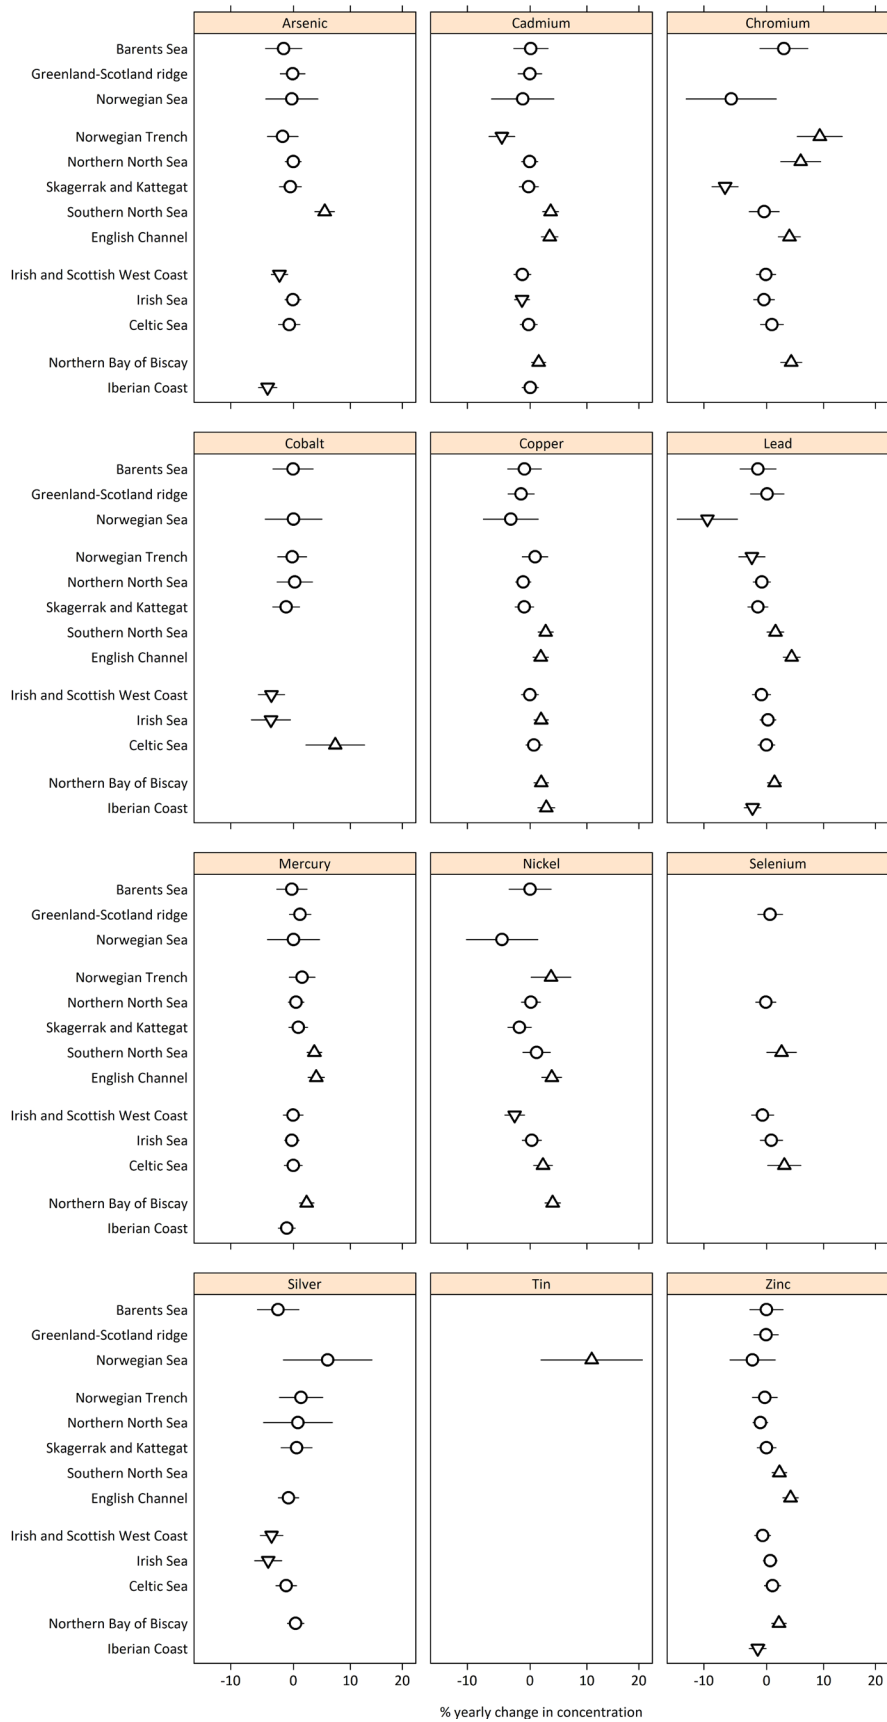 Arsenic Cadmium Chromium
Barents Sea
Greenland-Scotland ridge
Norwegian Sea
Norwegian Trench
Northern North Sea
Skagerrak and Kattegat
Southern North Sea
English Channel
Irish and Scottish West Coast
Irish Sea
Celtic Sea
Northern Bay of Biscay
Iberian Coast
Cobalt Copper Lead
Barents Sea
Greenland-Scotland ridge
Norwegian Sea
Norwegian Trench
Northern North Sea
Skagerrak and Kattegat
Southern North Sea
English Channel
Irish and Scottish West Coast
Irish Sea
Celtic Sea
Northern Bay of Biscay
Iberian Coast
Mercury Nickel Selenium
Barents Sea
Greenland-Scotland ridge
Norwegian Sea
Norwegian Trench
Northern North Sea
Skagerrak and Kattegat
Southern North Sea
English Channel
Irish and Scottish West Coast
Irish Sea
Celtic Sea
Northern Bay of Biscay
Iberian Coast
Silver Tin Zinc
Barents Sea
Greenland-Scotland ridge
Norwegian Sea
Norwegian Trench
Northern North Sea
Skagerrak and Kattegat
Southern North Sea
English Channel
Irish and Scottish West Coast
Irish Sea
Celtic Sea
Northern Bay of Biscay
Iberian Coast
-10 0 10 20 -10 0 10 20 -10 0 10 20
% yearly change in concentration